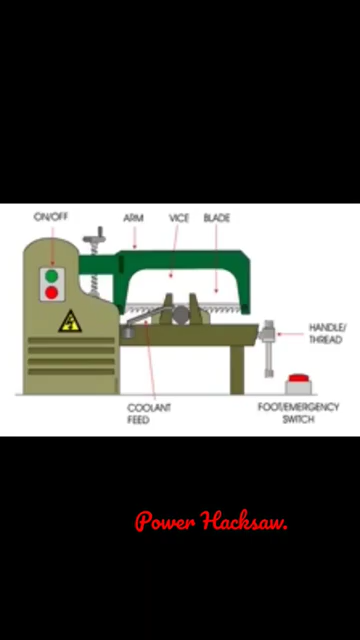 ON/OFF
ARM
VICE
BLADE
HANDLE/
THREAD
COOLANT
FEED
FOOT/EMERGENCY
SWITCH
Power Hacksaw.